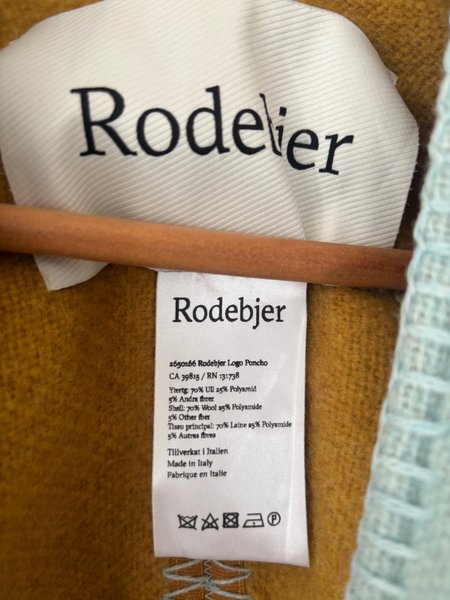 Rodebjer
Rodebjer
2650166 Rodebjer Logo Poncho
CA 39815 / RN 131738
Yttertyg: 70% Ull 25% Polyamid
5% Andra fibrer
Shell: 70% Wool 25% Polyamide
5% Other fiber
Tissu principal: 70% Laine 25% Polyamide
5% Autres fibres
Tillverkat i Italien
Made in Italy
Fabrique en Italie
P